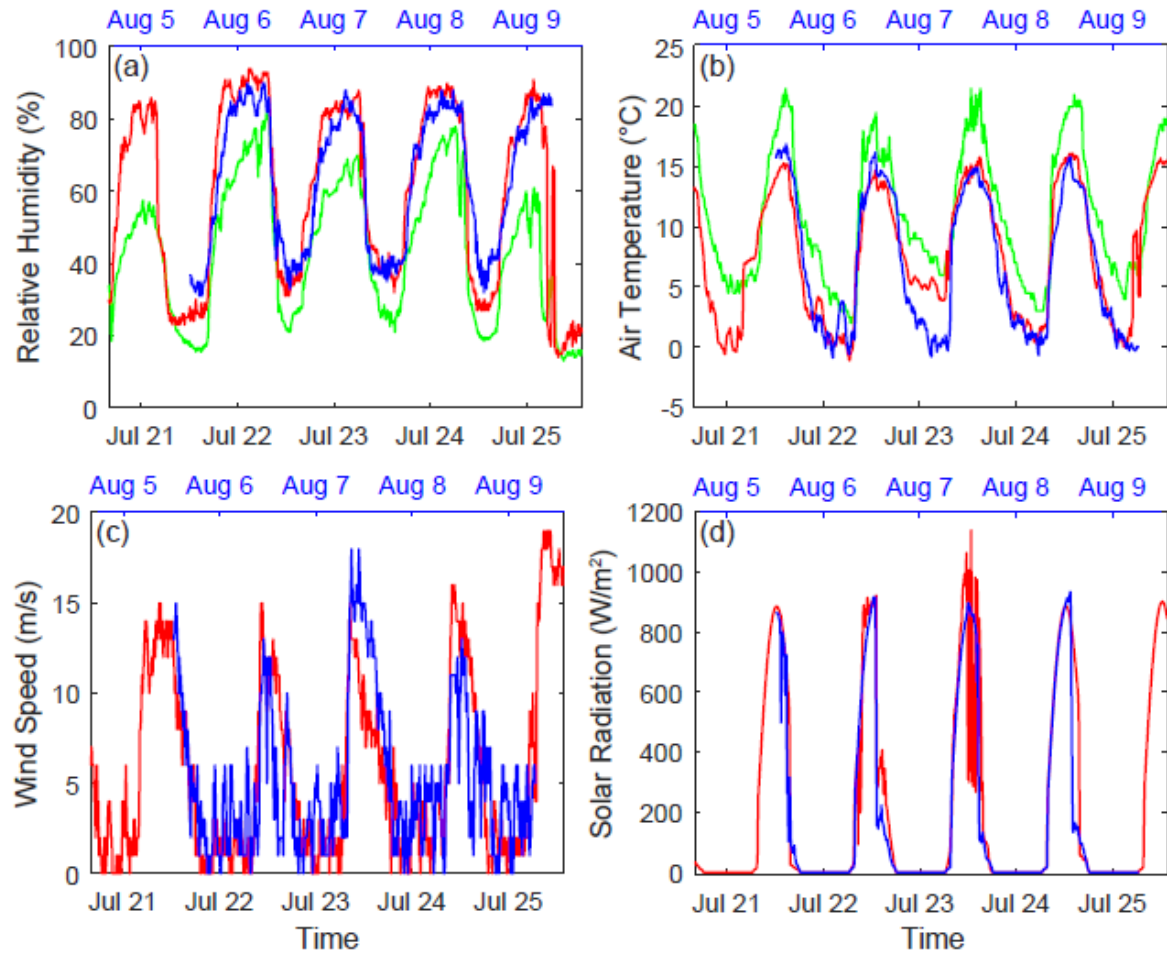 Aug 5 Aug 6 Aug 7 Aug 8 Aug 9
Aug 5 Aug 6 Aug 7 Aug 8 Aug 9
(a)
Relative Humidity (%)
100
80
60
40
20
0
Jul 21 Jul 22 Jul 23 Jul 24 Jul 25
(b)
Air Temperature (°C)
25
20
15
10
5
0
-5
Jul 21 Jul 22 Jul 23 Jul 24 Jul 25
Aug 5 Aug 6 Aug 7 Aug 8 Aug 9
(c)
Wind Speed (m/s)
20
15
10
5
0
Jul 21 Jul 22 Jul 23 Jul 24 Jul 25
Time
Aug 5 Aug 6 Aug 7 Aug 8 Aug 9
(d)
Solar Radiation (W/m²)
1200
1000
800
600
400
200
0
Jul 21 Jul 22 Jul 23 Jul 24 Jul 25
Time